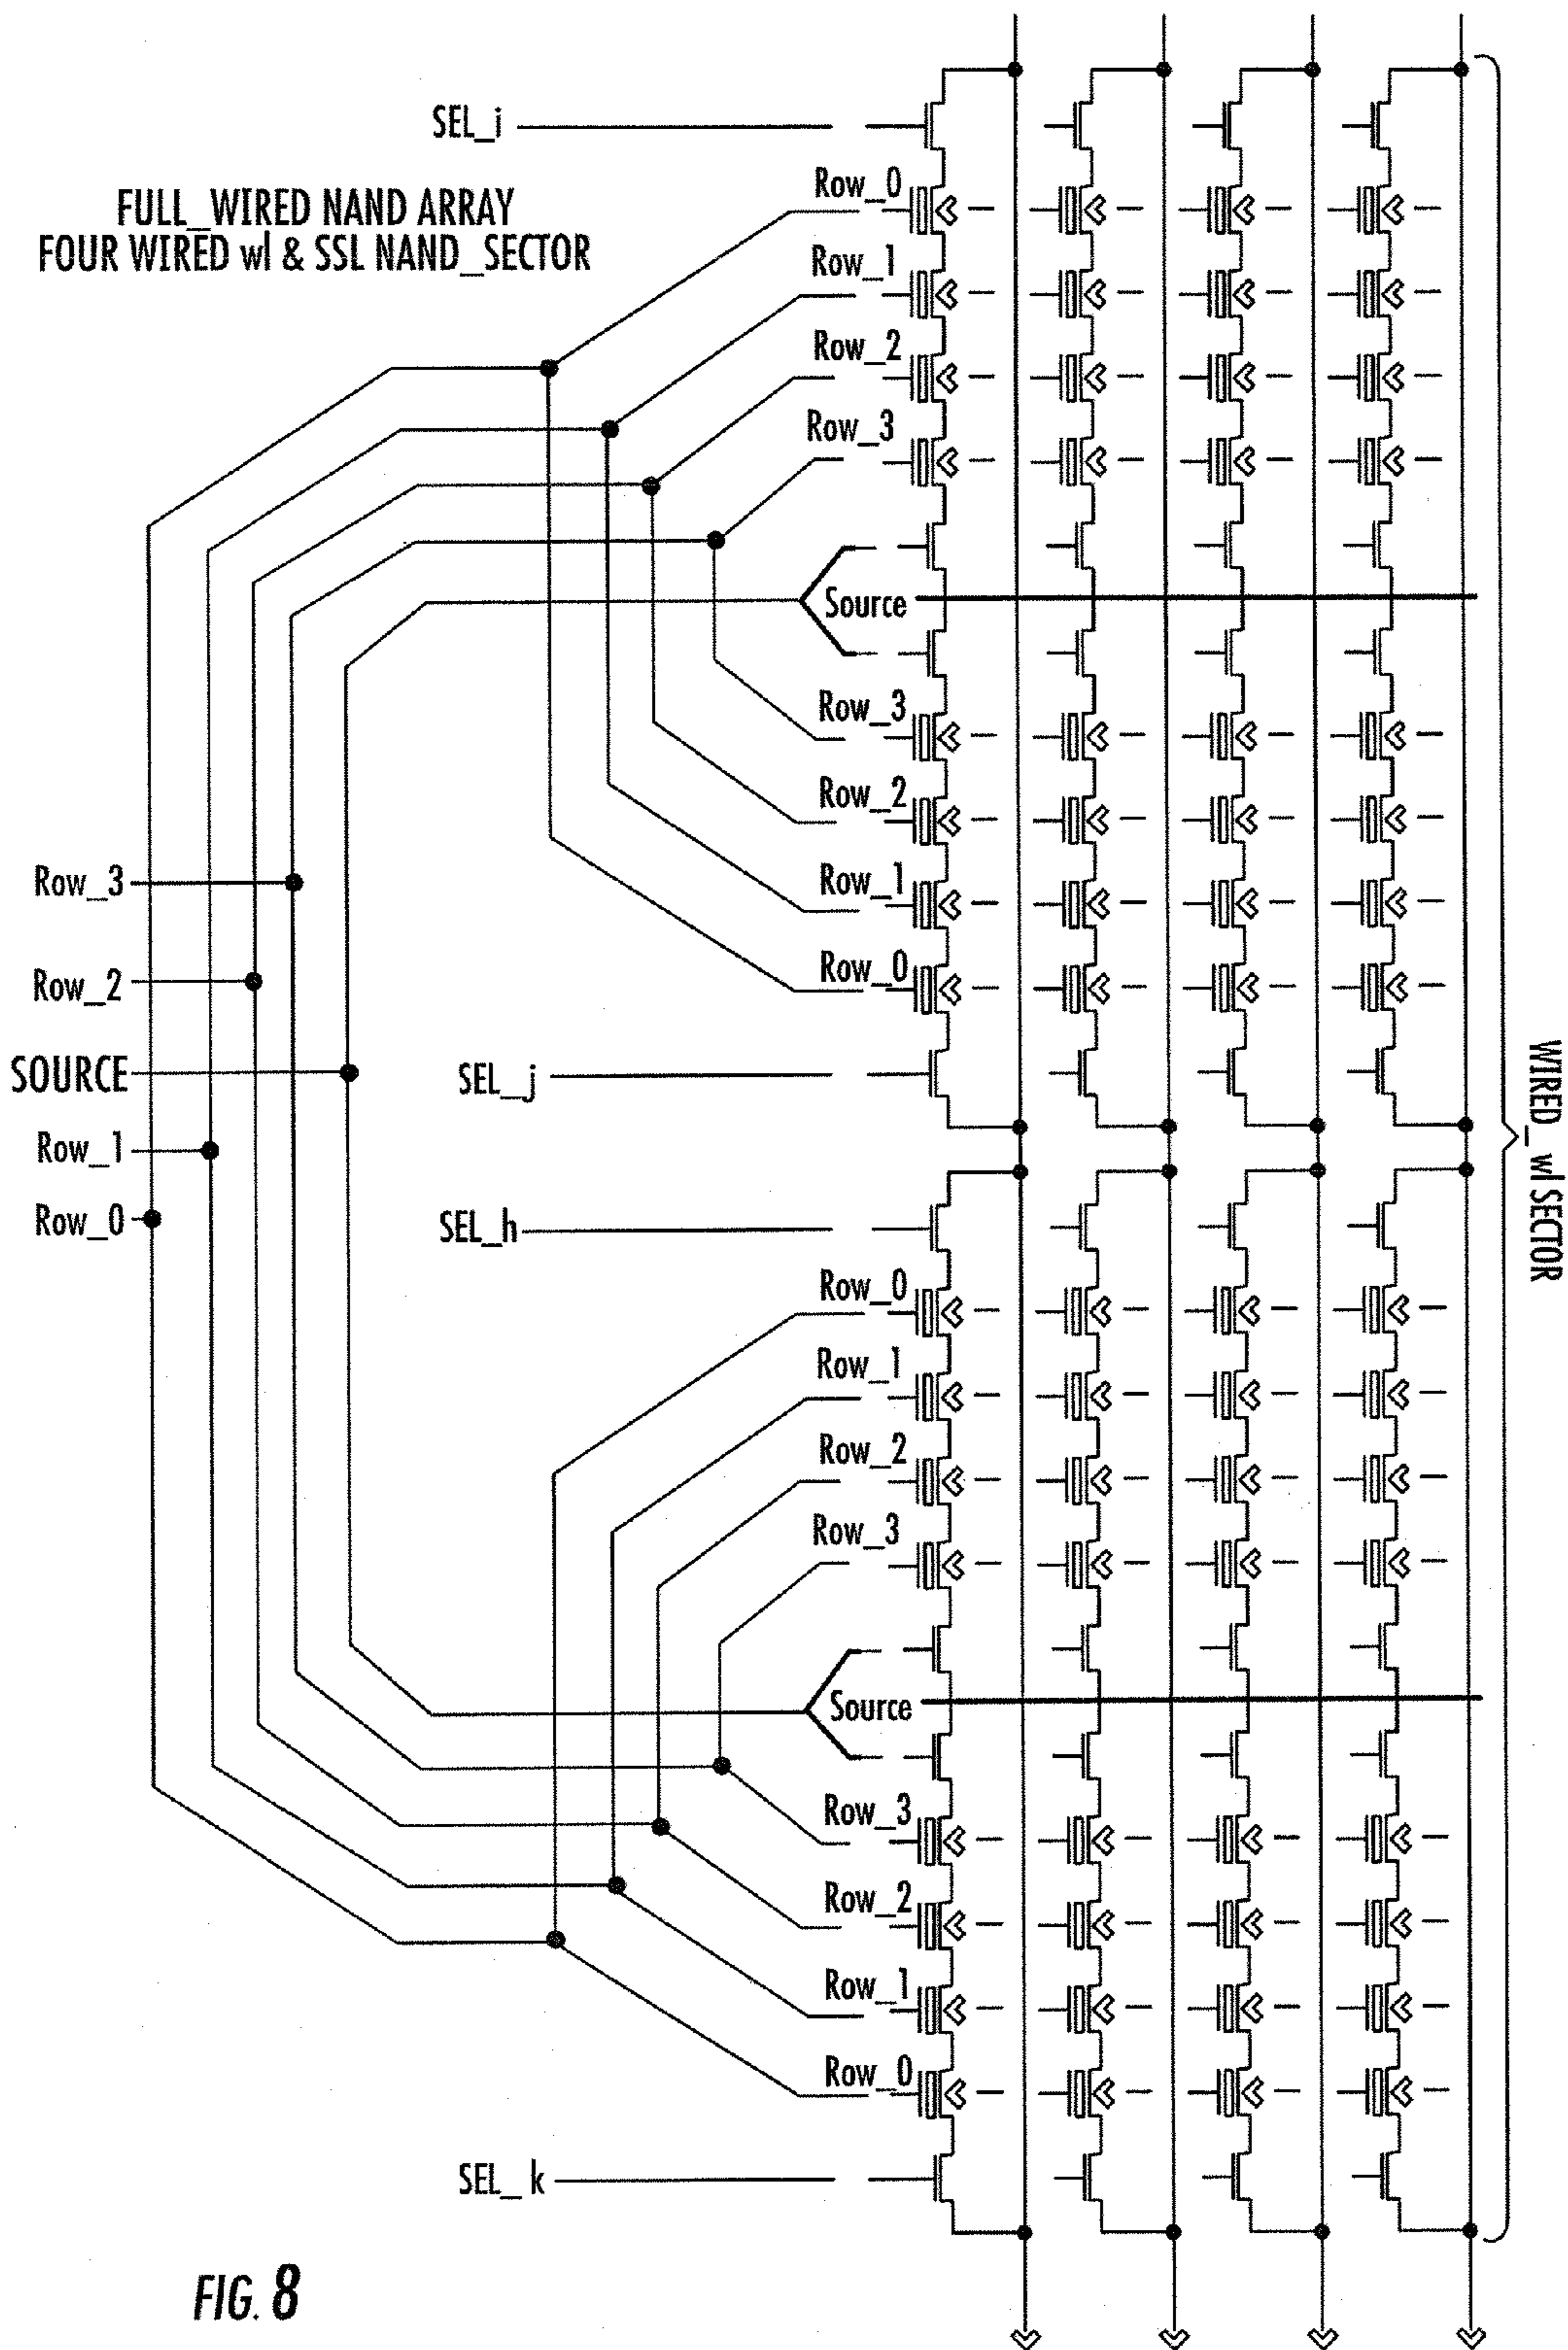 SEL_i
FULL_WIRED NAND ARRAY
FOUR WIRED wl & SSL NAND_SECTOR
Row_0
Row_1
Row_2
Row_3
Source
Row_3
Row_2
Row_1
Row_0
Row_3
Row_2
SOURCE
Row_1
Row_0
SEL_j
SEL_h
WIRED_wl SECTOR
Row_0
Row_1
Row_2
Row_3
Source
Row_3
Row_2
Row_1
Row_0
SEL_k
FIG. 8